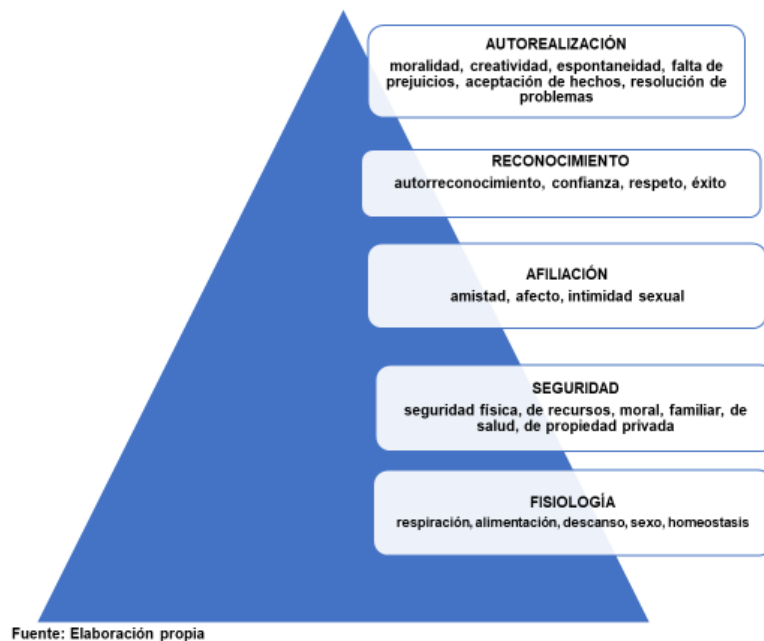 AUTOREALIZACIÓN
moralidad, creatividad, espontaneidad, falta de
prejuicios, aceptación de hechos, resolución de
problemas
RECONOCIMIENTO
autorreconocimiento, confianza, respeto, éxito
AFILIACIÓN
amistad, afecto, intimidad sexual
SEGURIDAD
seguridad física, de recursos, moral, familiar, de
salud, de propiedad privada
FISIOLOGÍA
respiración, alimentación, descanso, sexo, homeostasis
Fuente: Elaboración propia